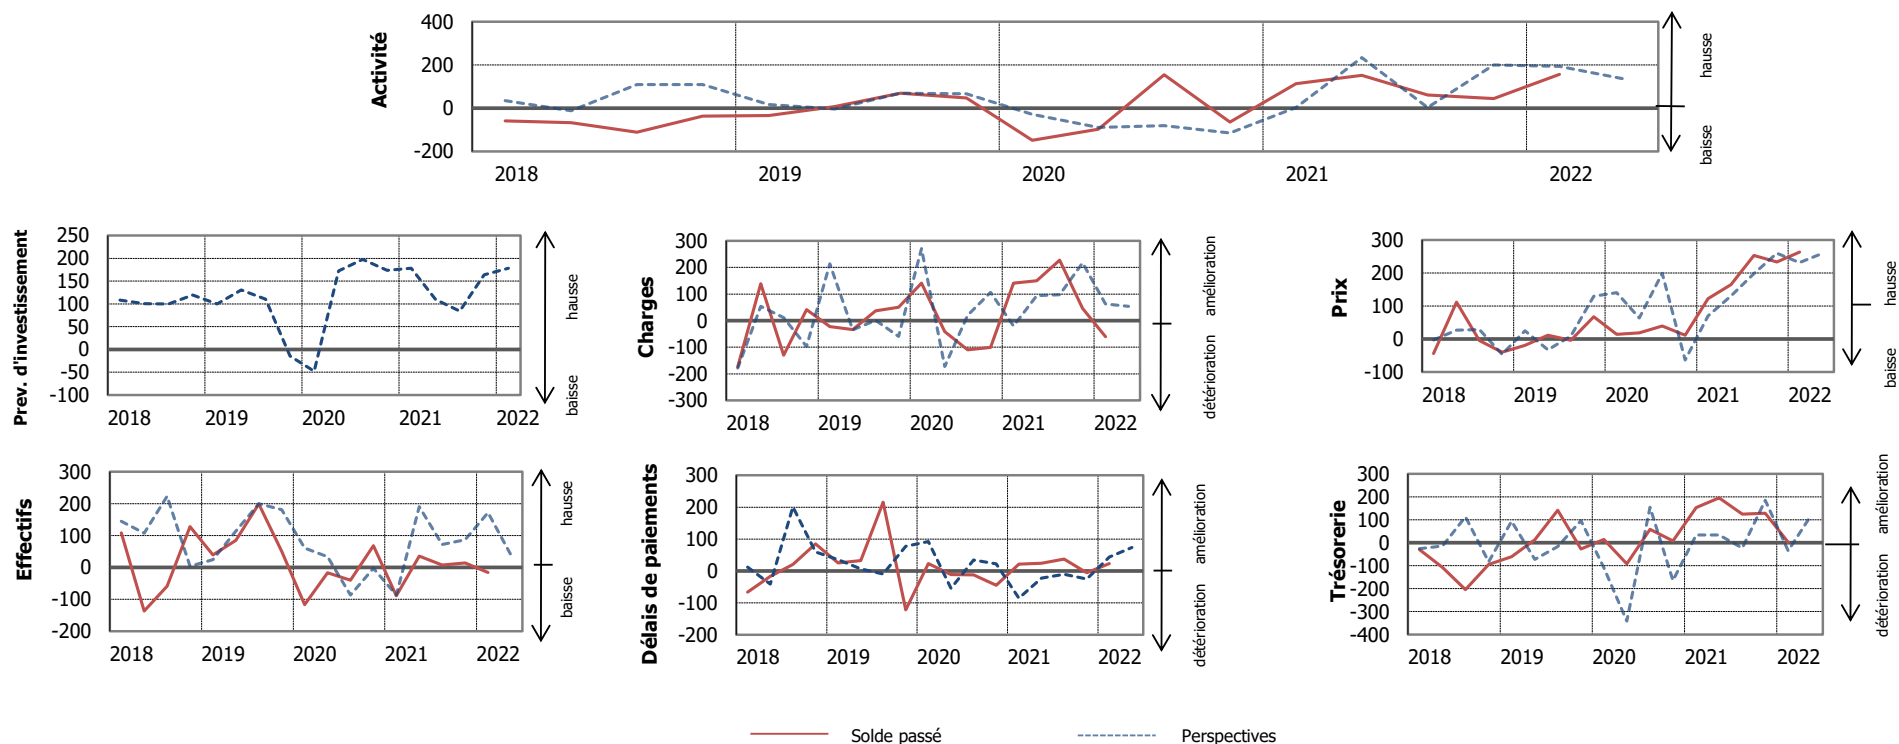 Activité
400
200
0
-200
2018 2019 2020 2021 2022
hausse
baisse
Prev. d'investissement
250
200
150
100
50
0
-50
-100
2018 2019 2020 2021 2022
hausse
baisse
Charges
300
200
100
0
-100
-200
-300
2018 2019 2020 2021 2022
amélioration
détérioration
Prix
300
200
100
0
-100
2018 2019 2020 2021 2022
hausse
baisse
Effectifs
300
200
100
0
-100
-200
2018 2019 2020 2021 2022
hausse
baisse
Délais de paiements
300
200
100
0
-100
-200
2018 2019 2020 2021 2022
amélioration
détérioration
Trésorerie
300
200
100
0
-100
-200
-300
-400
2018 2019 2020 2021 2022
amélioration
détérioration
Solde passé Perspectives